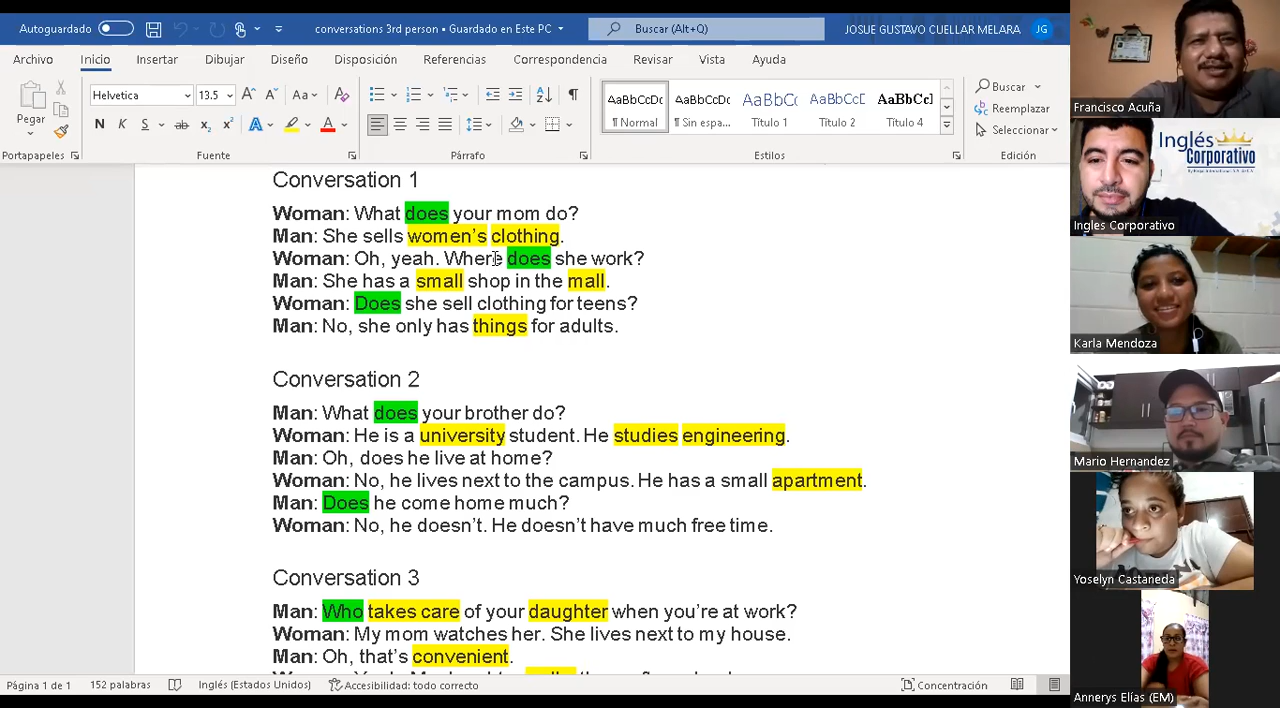 Autoguardado
conversations 3rd person • Guardado en Este PC
Buscar (Alt+Q)
JOSUE GUSTAVO CUELLAR MELARA
JG
Archivo Inicio Insertar Dibujar Diseño Disposición Referencias Correspondencia Revisar Vista Ayuda
Pegar
Helvetica
13.5
Aa
N K S ab x₂ x²
A
A
AaBbCcDc AaBbCcDc AaBbC AaBbCcD AaBbCc
¶ Normal ¶ Sin espa... Título 1 Título 2 Título 4
Buscar
Reemplazar
Seleccionar
Portapapeles Fuente Párrafo Estilos Edición
Conversation 1
Woman: What does your mom do?
Man: She sells women’s clothing.
Woman: Oh, yeah. Where does she work?
Man: She has a small shop in the mall.
Woman: Does she sell clothing for teens?
Man: No, she only has things for adults.
Conversation 2
Man: What does your brother do?
Woman: He is a university student. He studies engineering.
Man: Oh, does he live at home?
Woman: No, he lives next to the campus. He has a small apartment.
Man: Does he come home much?
Woman: No, he doesn’t. He doesn’t have much free time.
Conversation 3
Man: Who takes care of your daughter when you’re at work?
Woman: My mom watches her. She lives next to my house.
Man: Oh, that’s convenient.
Página 1 de 1
152 palabras
Inglés (Estados Unidos)
Accesibilidad: todo correcto
Concentración
Francisco Acuña
Inglés
Corporativo
Ingles Corporativo
Karla Mendoza
Mario Hernandez
Yoselyn Castaneda
Annerys Elías (EM)